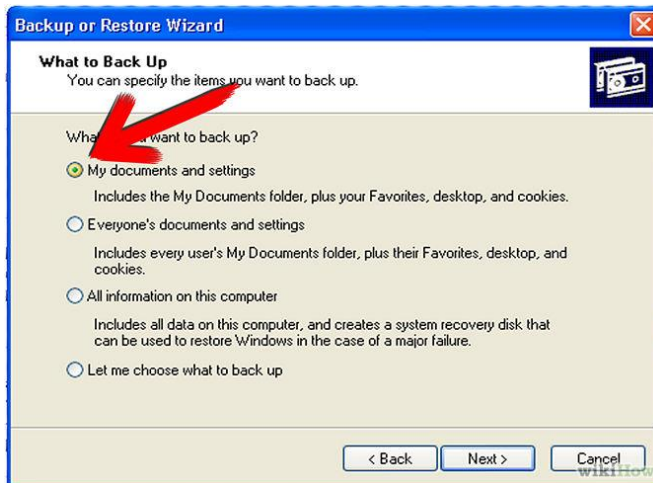 Backup or Restore Wizard
What to Back Up
You can specify the items you want to back up.
want to back up?
My documents and settings
Includes the My Documents folder, plus your Favorites, desktop, and cookies.
Everyone's documents and settings
Includes every user's My Documents folder, plus their Favorites, desktop, and
cookies.
All information on this computer
Includes all data on this computer, and creates a system recovery disk that
can be used to restore Windows in the case of a major failure.
Let me choose what to back up
< Back Next > Cancel
wikiHow